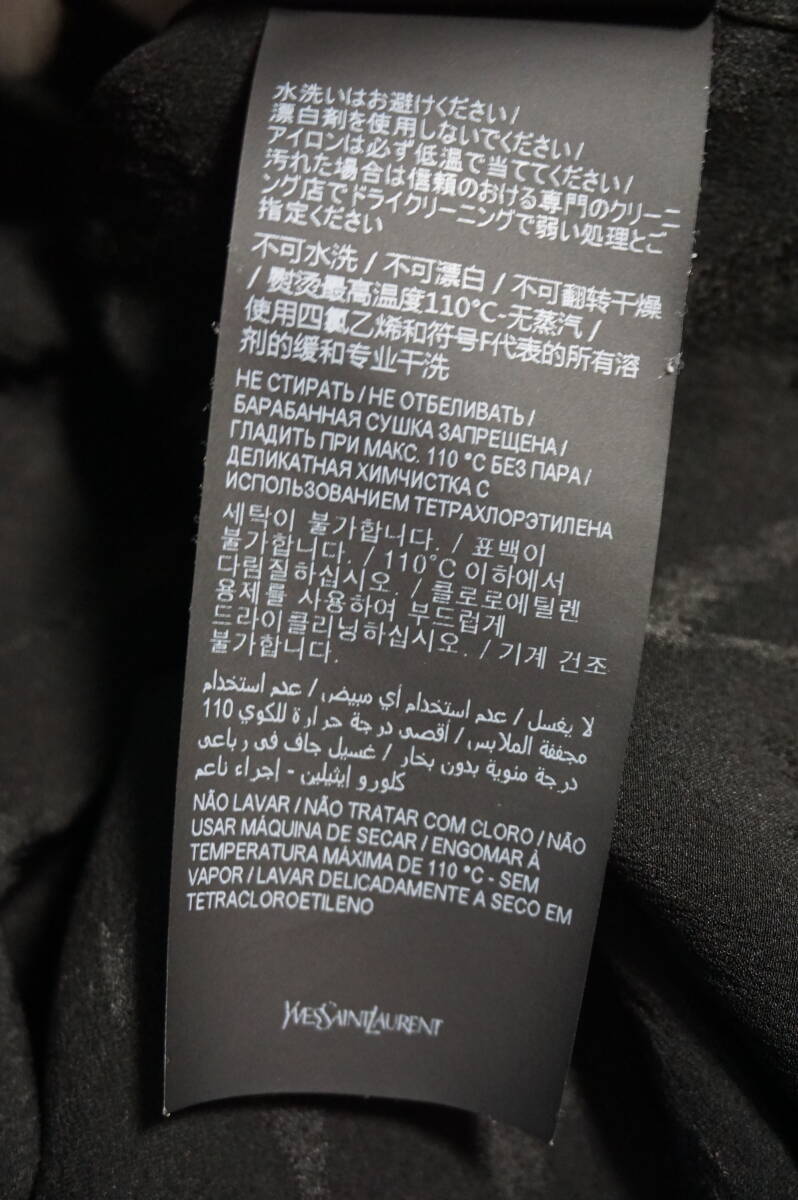 水洗いはお避けください/
漂白剤を使用しないでください/
アイロンは必ず低温で当ててください/
汚れた場合は信頼のおける専門のクリーニ
ング店でドライクリーニングで弱い処理とご
指定ください
不可水洗 / 不可漂白 / 不可翻转干燥
/ 熨烫最高温度110°C-无蒸汽 /
使用四氯乙烯和符号F代表的所有溶
剂的缓和专业干洗
НЕ СТИРАТЬ / НЕ ОТБЕЛИВАТЬ /
БАРАБАННАЯ СУШКА ЗАПРЕЩЕНА /
ГЛАДИТЬ ПРИ МАКС. 110 °C БЕЗ ПАРА /
ДЕЛИКАТНАЯ ХИМЧИСТКА С
ИСПОЛЬЗОВАНИЕМ ТЕТРАХЛОРЭТИЛЕНА
세탁이 불가합니다. / 표백이
불가합니다. / 110°C 이하에서
다림질하십시오. / 클로로에틸렌
용제를 사용하여 부드럽게
드라이클리닝하십시오. / 기계 건조
불가합니다.
لا يغسل / عدم استخدام أي مبيض / عدم استخدام
مجففة الملابس / أقصى درجة حرارة للكوي 110
درجة منوية بدون بخار / غسيل جاف في رباعي
كلورو إيثيلين - إجراء ناعم
NÃO LAVAR / NÃO TRATAR COM CLORO / NÃO
USAR MÁQUINA DE SECAR / ENGOMAR À
TEMPERATURA MÁXIMA DE 110 °C - SEM
VAPOR / LAVAR DELICADAMENTE A SECO EM
TETRACLOROETILENO
YVESSAINTLAURENT